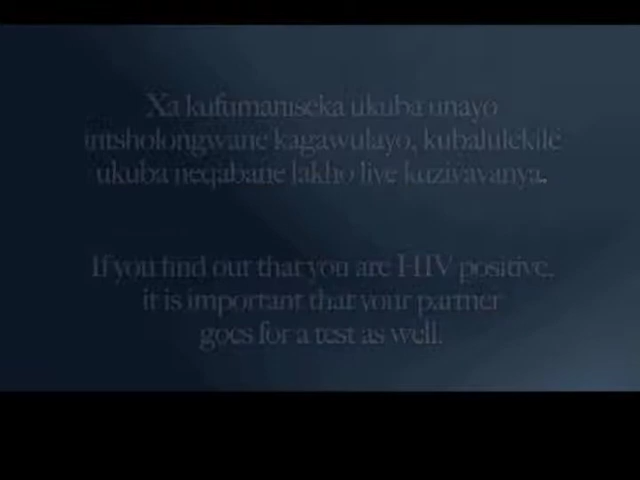 Xa kufumaniseka ukuba unayo
intsholongwane kagawulayo, kubalulekile
ukuba neqabane lakho liye kuzivavanya.
If you find out that you are HIV positive,
it is important that your partner
goes for a test as well.